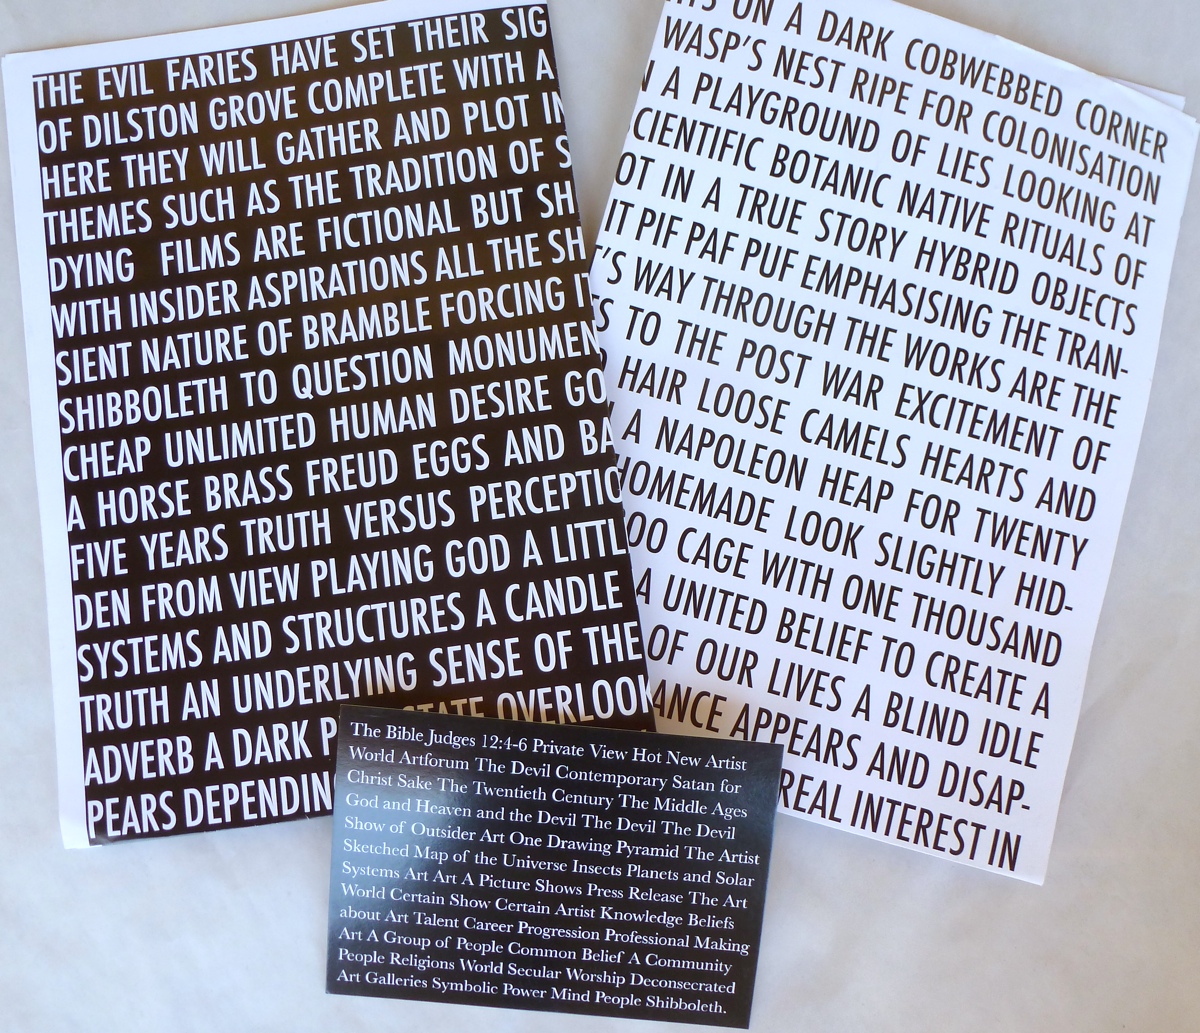 THE EVIL FARIES HAVE SET THEIR SIG
OF DILSTON GROVE COMPLETE WITH A
HERE THEY WILL GATHER AND PLOT IN
THEMES SUCH AS THE TRADITION OF S
DYING FILMS ARE FICTIONAL BUT SH
WITH INSIDER ASPIRATIONS ALL THE SH
SIENT NATURE OF BRAMBLE FORCING IT
SHIBBOLETH TO QUESTION MONUMEN
CHEAP UNLIMITED HUMAN DESIRE GO
A HORSE BRASS FREUD EGGS AND BA
FIVE YEARS TRUTH VERSUS PERCEPTIO
DEN FROM VIEW PLAYING GOD A LITTL
SYSTEMS AND STRUCTURES A CANDLE
TRUTH AN UNDERLYING SENSE OF THE
ADVERB A DARK P STATE OVERLOOK
PEARS DEPENDIN
ON A DARK COBWEBBED CORNER
WASP'S NEST RIPE FOR COLONISATION
N A PLAYGROUND OF LIES LOOKING AT
CIENTIFIC BOTANIC NATIVE RITUALS OF
OT IN A TRUE STORY HYBRID OBJECTS
IT PIF PAF PUF EMPHASISING THE TRAN-
'S WAY THROUGH THE WORKS ARE THE
TS TO THE POST WAR EXCITEMENT OF
HAIR LOOSE CAMELS HEARTS AND
A NAPOLEON HEAP FOR TWENTY
HOMEMADE LOOK SLIGHTLY HID-
OO CAGE WITH ONE THOUSAND
A UNITED BELIEF TO CREATE A
OF OUR LIVES A BLIND IDLE
ANCE APPEARS AND DISAP-
REAL INTEREST IN
The Bible Judges 12:4-6 Private View Hot New Artist
World Artforum The Devil Contemporary Satan for
Christ Sake The Twentieth Century The Middle Ages
God and Heaven and the Devil The Devil The Devil
Show of Outsider Art One Drawing Pyramid The Artist
Sketched Map of the Universe Insects Planets and Solar
Systems Art Art A Picture Shows Press Release The Art
World Certain Show Certain Artist Knowledge Beliefs
about Art Talent Career Progression Professional Making
Art A Group of People Common Belief A Community
People Religions World Secular Worship Deconsecrated
Art Galleries Symbolic Power Mind People Shibboleth.